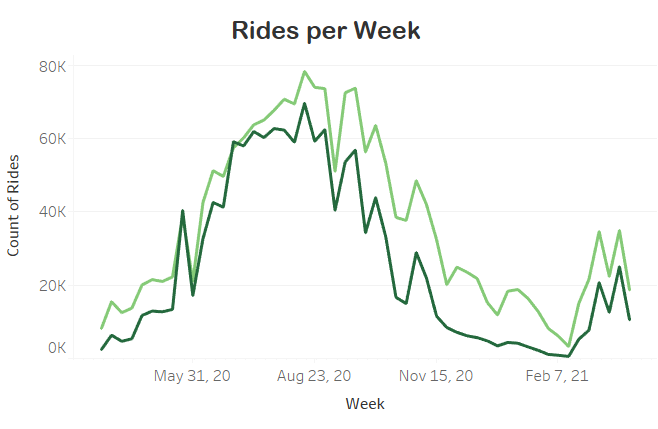 Rides per Week
80K
60K
40K
20K
0K
Count of Rides
May 31, 20 Aug 23, 20 Nov 15, 20 Feb 7, 21
Week